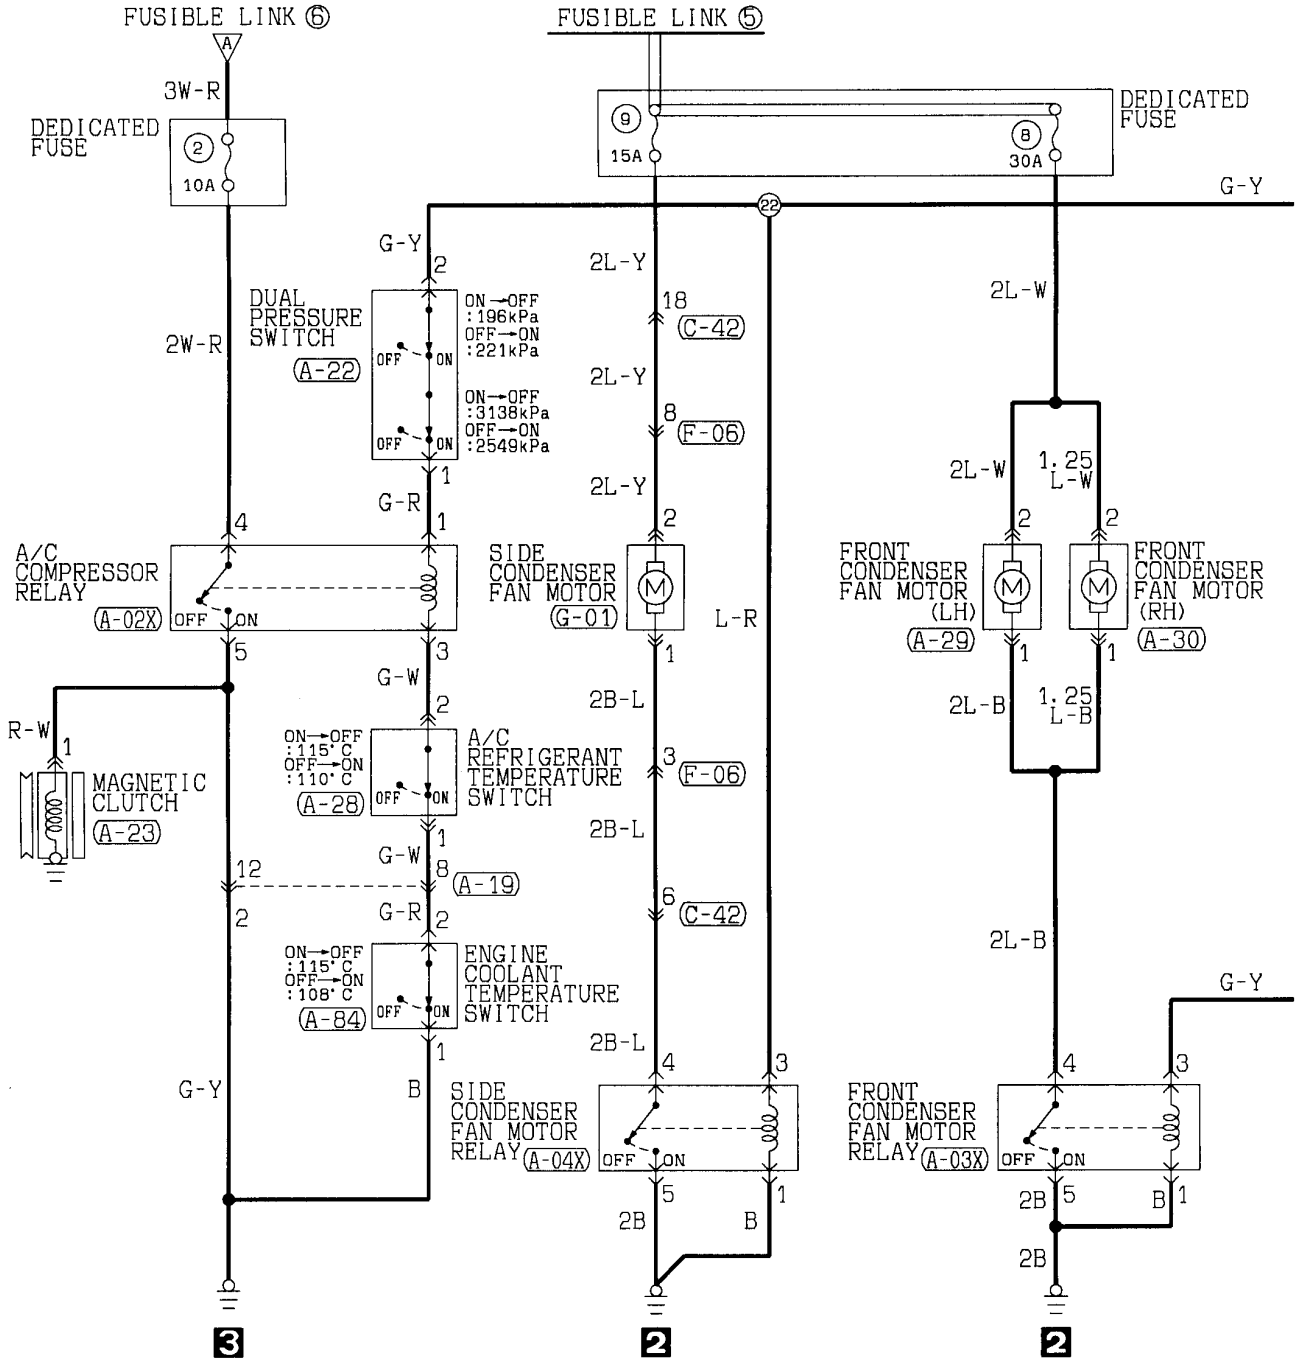 FUSIBLE LINK ⑥
A
3W-R
DEDICATED
FUSE
②
10A
FUSIBLE LINK ⑤
DEDICATED
FUSE
⑨
15A
⑧
30A
G-Y
㉒
G-Y
2
DUAL
PRESSURE
SWITCH
A-22
ON→OFF
:196kPa
OFF→ON
:221kPa
OFF ON
ON→OFF
:3138kPa
OFF→ON
:2549kPa
OFF ON
1
G-R
1
2W-R
4
A/C
COMPRESSOR
RELAY
A-02X
OFF ON
5
3
G-W
2
R-W
1
MAGNETIC
CLUTCH
A-23
ON→OFF
:115°C
OFF→ON
:110°C
A-28
OFF ON
A/C
REFRIGERANT
TEMPERATURE
SWITCH
1
G-W
12
8
A-19
2
G-R
2
ON→OFF
:115°C
OFF→ON
:108°C
A-84
OFF ON
ENGINE
COOLANT
TEMPERATURE
SWITCH
1
G-Y
B
3
2L-Y
18
C-42
2L-Y
8
F-06
2L-Y
2
SIDE
CONDENSER
FAN MOTOR
G-01
M
1
L-R
2B-L
3
F-06
2B-L
6
C-42
2B-L
4
3
SIDE
CONDENSER
FAN MOTOR
RELAY
A-04X
OFF ON
5
1
2B
B
2
2L-W
2L-W
1.25
L-W
2
2
FRONT
CONDENSER
FAN MOTOR
(LH)
A-29
M
M
FRONT
CONDENSER
FAN MOTOR
(RH)
A-30
1
1
2L-B
1.25
L-B
2L-B
G-Y
4
3
FRONT
CONDENSER
FAN MOTOR
RELAY
A-03X
OFF ON
2B
5
B
1
2B
2